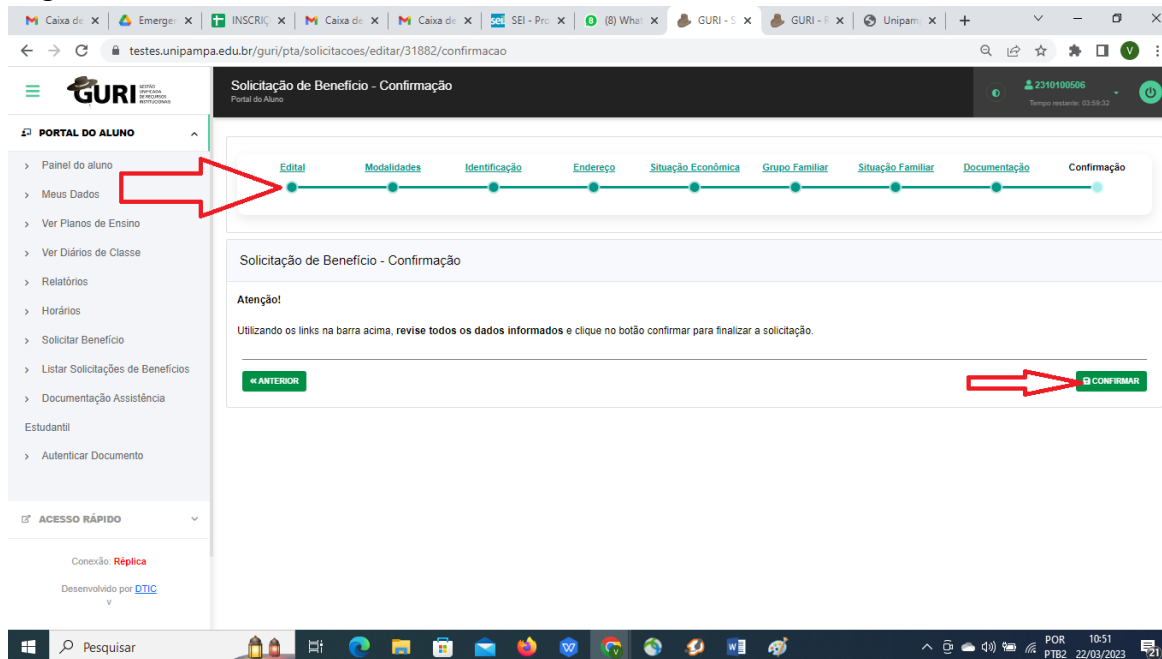 Caixa de
Emerger
INSCRIÇ
Caixa de
Caixa de
sei SEI - Pro
(8) What
GURI - S
GURI - R
Unipam
testes.unipampa.edu.br/guri/pta/solicitacoes/editar/31882/confirmacao
V
GURI
Solicitação de Benefício - Confirmação
Portal do Aluno
2310100506
Tempo restante: 03:59:32
PORTAL DO ALUNO
Painel do aluno
Meus Dados
Ver Planos de Ensino
Ver Diários de Classe
Relatórios
Horários
Solicitar Benefício
Listar Solicitações de Benefícios
Documentação Assistência
Estudantil
Autenticar Documento
ACESSO RÁPIDO
Conexão: Réplica
Desenvolvido por DTIC
v
Edital
Modalidades
Identificação
Endereço
Situação Econômica
Grupo Familiar
Situação Familiar
Documentação
Confirmação
Solicitação de Benefício - Confirmação
Atenção!
Utilizando os links na barra acima, revise todos os dados informados e clique no botão confirmar para finalizar a solicitação.
« ANTERIOR
CONFIRMAR
Pesquisar
POR
PTB2
10:51
22/03/2023
21